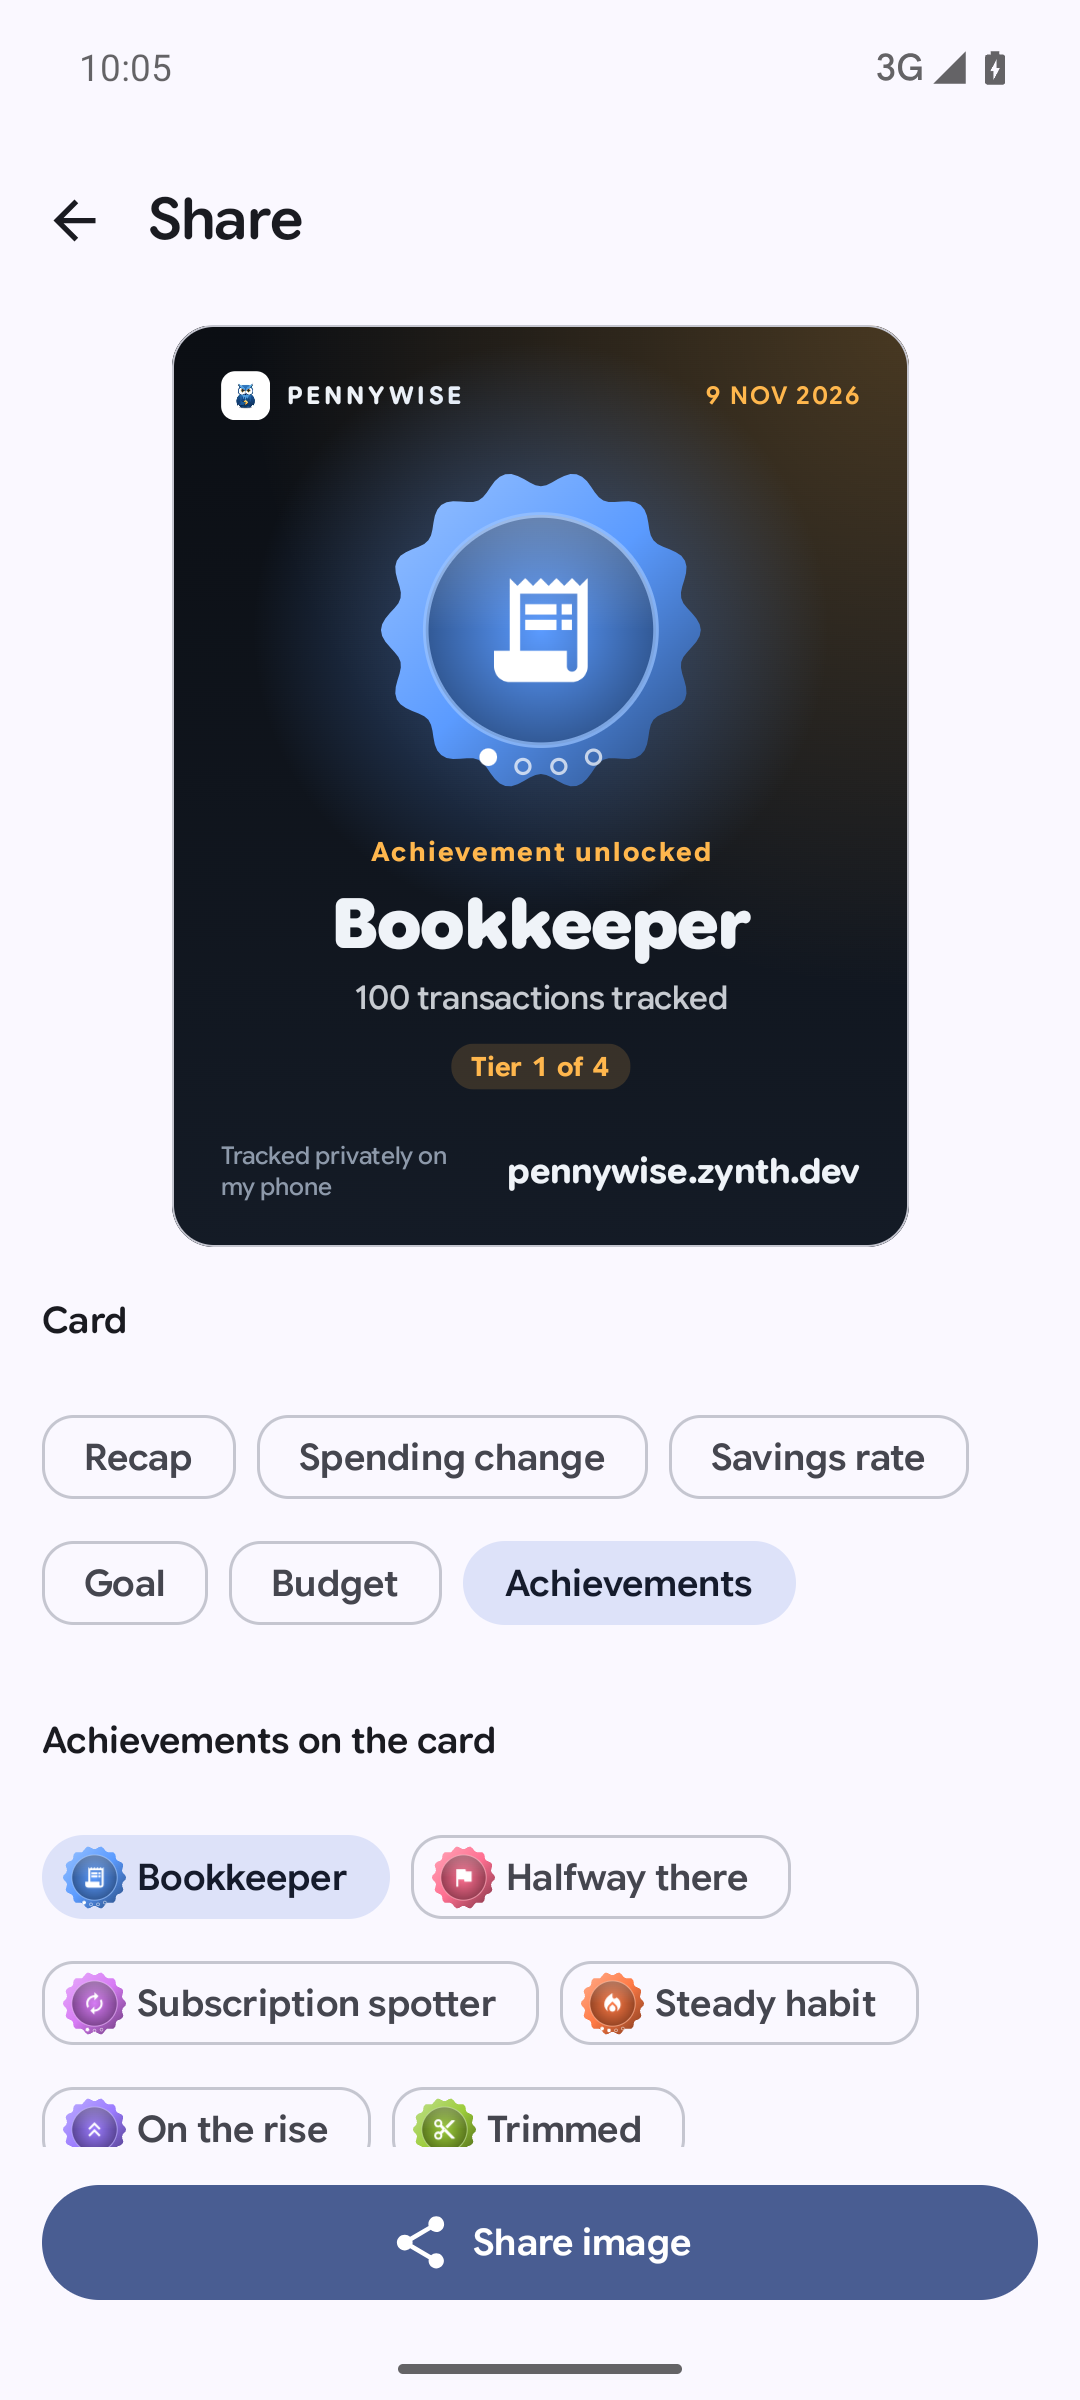 10:05
3G
Share
PENNYWISE
9 NOV 2026
Achievement unlocked
Bookkeeper
100 transactions tracked
Tier 1 of 4
Tracked privately on
my phone
pennywise.zynth.dev
Card
Recap
Spending change
Savings rate
Goal
Budget
Achievements
Achievements on the card
Bookkeeper
Halfway there
Subscription spotter
Steady habit
On the rise
Trimmed
Share image